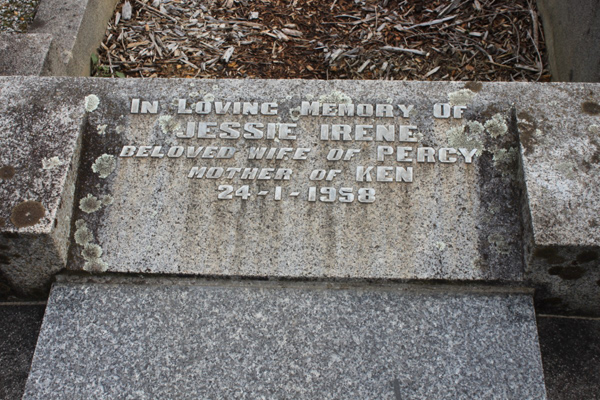 In Loving Memory Of
JESSIE IRENE
BELOVED WIFE OF PERCY
MOTHER OF KEN
24-1-1958